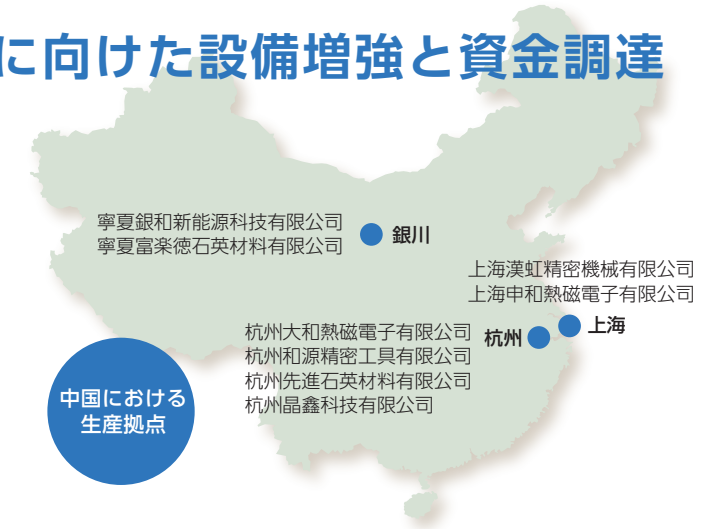 に向けた設備増強と資金調達
寧夏銀和新能源科技有限公司
寧夏富楽徳石英材料有限公司
銀川
上海漢虹精密機械有限公司
上海申和熱磁電子有限公司
上海
杭州大和熱磁電子有限公司
杭州和源精密工具有限公司
杭州先進石英材料有限公司
杭州晶鑫科技有限公司
杭州
中国における
生産拠点